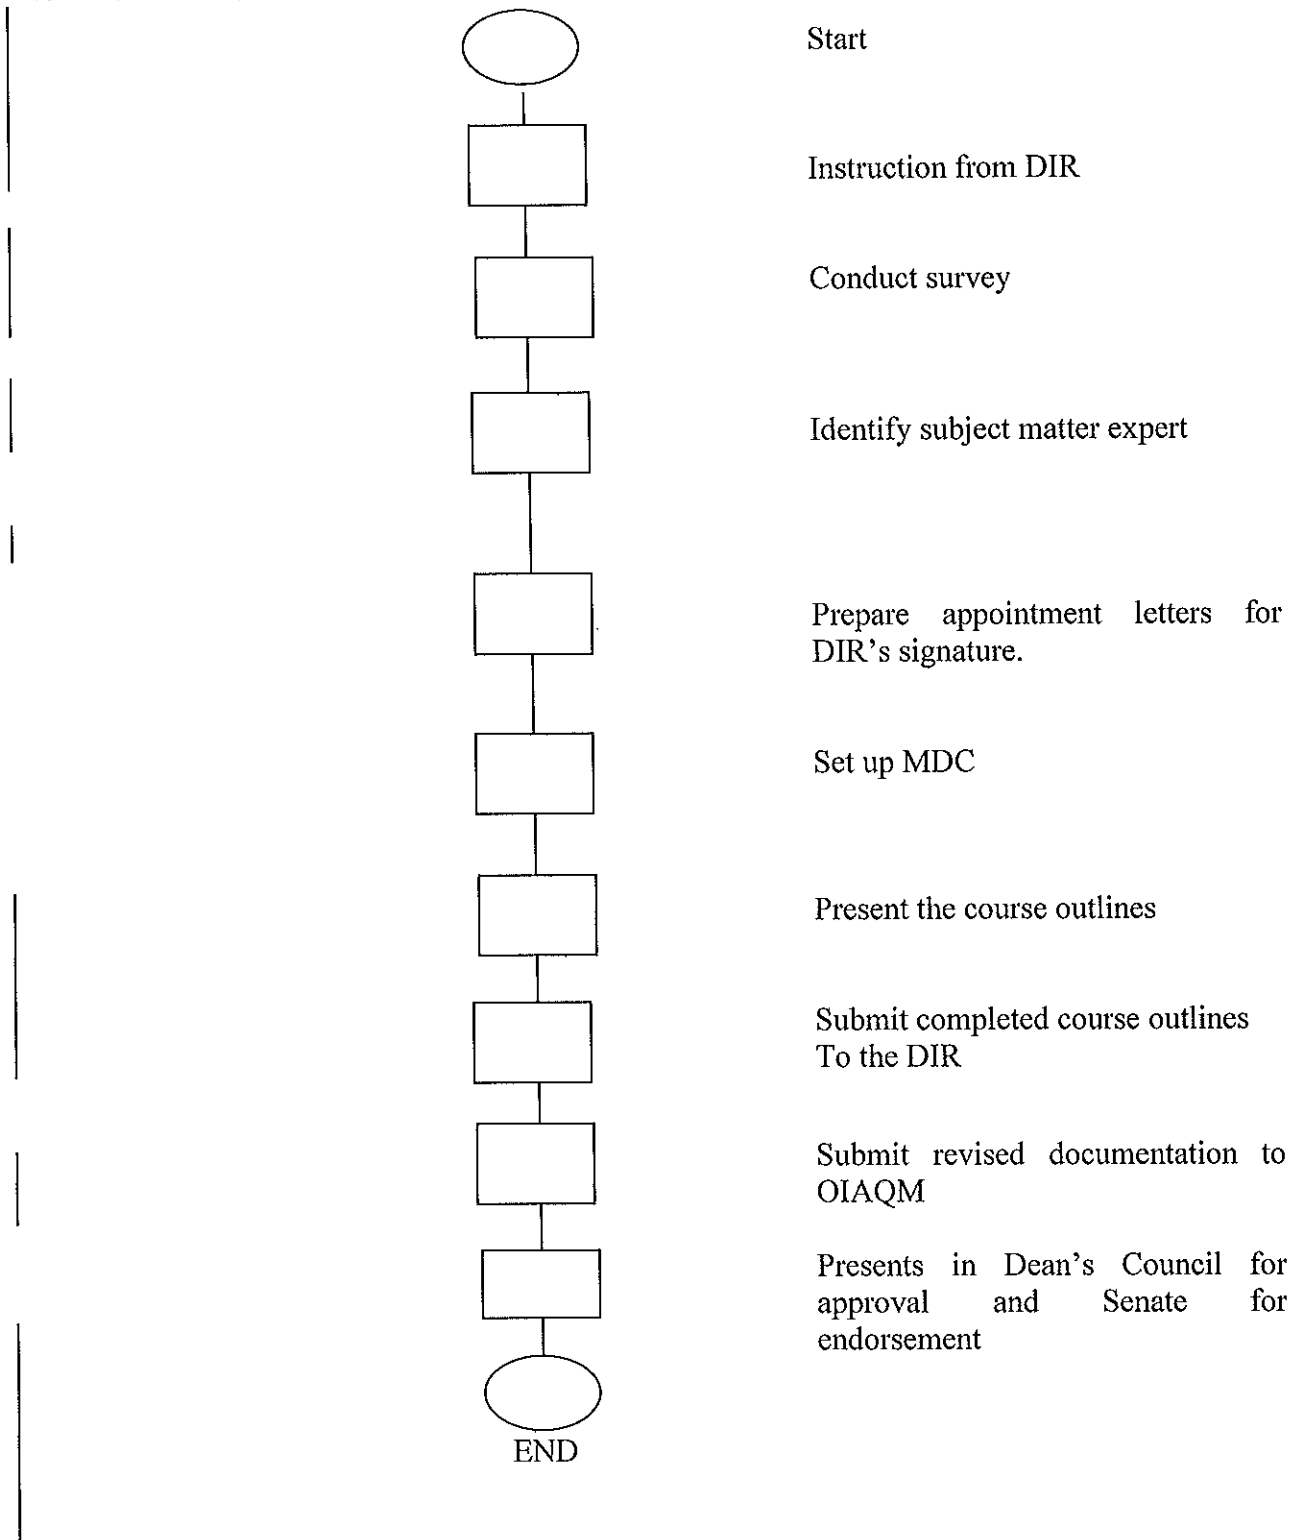 Start
Instruction from DIR
Conduct survey
Identify subject matter expert
Prepare appointment letters for
DIR's signature.
Set up MDC
Present the course outlines
Submit completed course outlines
To the DIR
Submit revised documentation to
OIAQM
Presents in Dean's Council for
approval and Senate for
endorsement
END